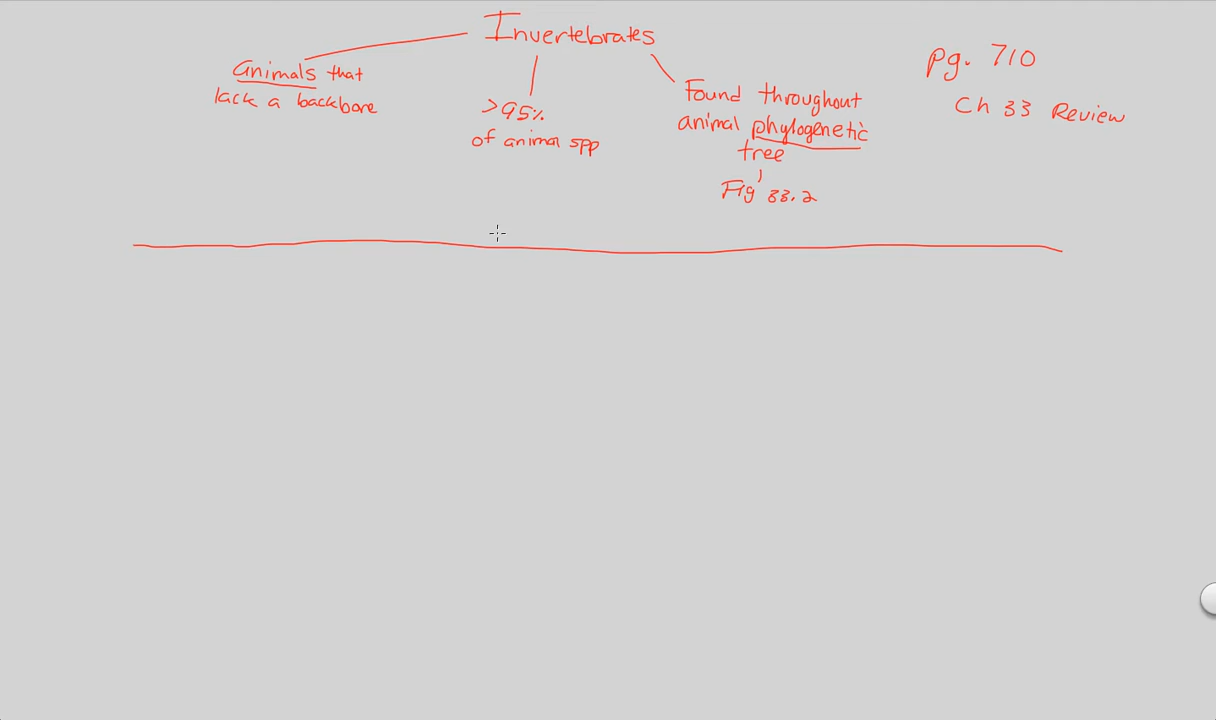 Invertebrates
animals that
lack a backbone
>95%
of animal spp
Found throughout
animal phylogenetic
tree
Fig 33.2
pg. 710
Ch 33 Review